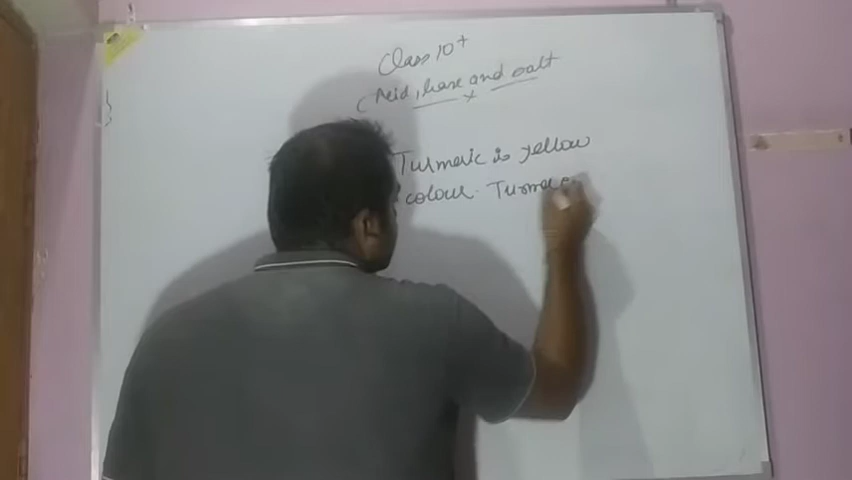 Class 10+
Acid, base and salt
Turmeric is yellow
colour. Turmeric